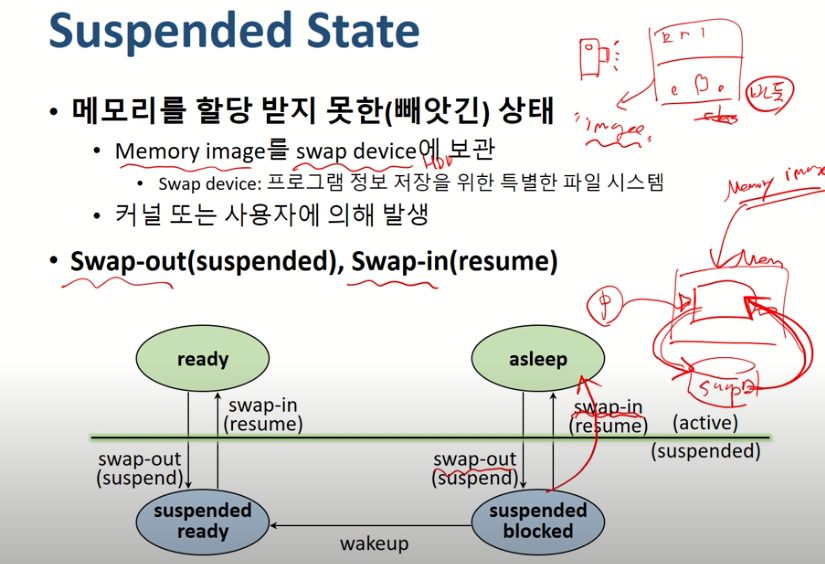 Suspended State
• 메모리를 할당 받지 못한(빼앗긴) 상태
• Memory image를 swap device에 보관
HDD
• Swap device: 프로그램 정보 저장을 위한 특별한 파일 시스템
• 커널 또는 사용자에 의해 발생
• Swap-out(suspended), Swap-in(resume)
"image"
Memory image
Mem
ready
asleep
swap-in
(resume)
swap-in
(resume)
(active)
(suspended)
swap-out
(suspend)
swap-out
(suspend)
suspended
ready
suspended
blocked
wakeup